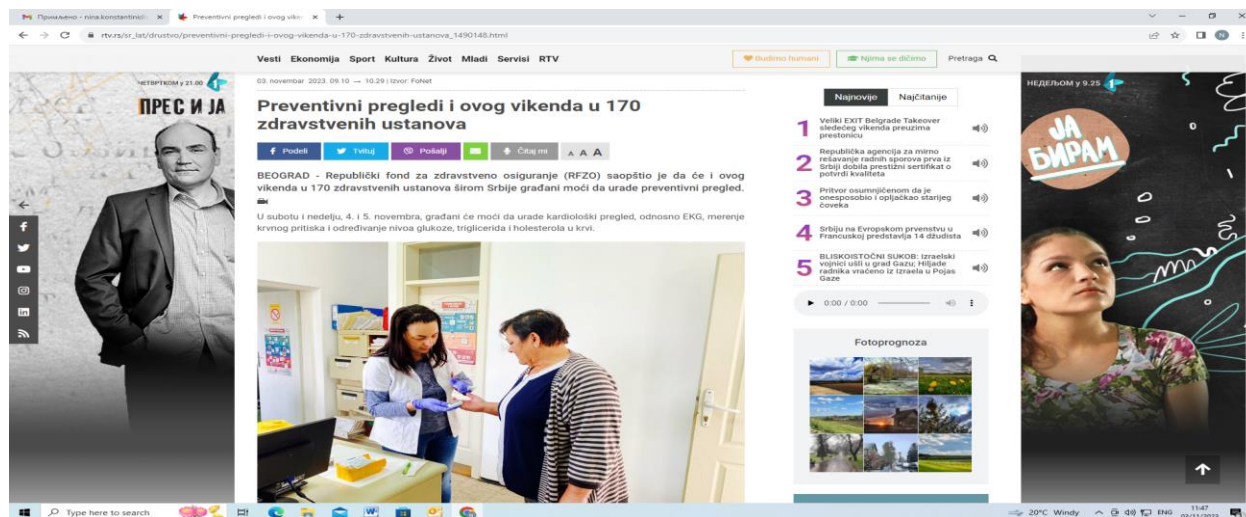 Примљено - nina.konstantinidi
Preventivni pregledi i ovog viken
rtv.rs/sr_lat/drustvo/preventivni-pregledi-i-ovog-vikenda-u-170-zdravstvenih-ustanova_1490148.html
Vesti Ekonomija Sport Kultura Život Mladi Servisi RTV
Budimo humani
Njima se dičimo
Pretraga
ЧЕТВРТКОМ у 21.00
ПРЕС И ЈА
03. novembar 2023 09.10 → 10.29 | Izvor: FoNet
Preventivni pregledi i ovog vikenda u 170
zdravstvenih ustanova
Podeli
Tvituj
Pošalji
Čitaj mi
A A A
BEOGRAD - Republički fond za zdravstveno osiguranje (RFZO) saopštio je da će i ovog
vikenda u 170 zdravstvenih ustanova širom Srbije građani moći da urade preventivni pregled.
U subotu i nedelju, 4. i 5. novembra, građani će moći da urade kardiološki pregled, odnosno EKG, merenje
krvnog pritiska i određivanje nivoa glukoze, triglicerida i holesterola u krvi.
Najnovije
Najčitanije
1
Veliki EXIT Belgrade Takeover
sledećeg vikenda preuzima
prestonicu
2
Republička agencija za mirno
rešavanje radnih sporova prva iz
Srbiji dobila prestižni sertifikat o
potvrdi kvaliteta
3
Pritvor osumnjičenom da je
onesposobio i opljačkao starijeg
čoveka
4
Srbiju na Evropskom prvenstvu u
Francuskoj predstavlja 14 džudista
5
BLISKOISTOČNI SUKOB: Izraelski
vojnici ušli u grad Gazu; Hiljade
radnika vraćeno iz Izraela u Pojas
Gaze
0:00 / 0:00
Fotoprognoza
НЕДЕЉОМ у 9.25
ЈА
БИРАМ
Type here to search
20°C Windy
ENG
11:47
03/11/2023